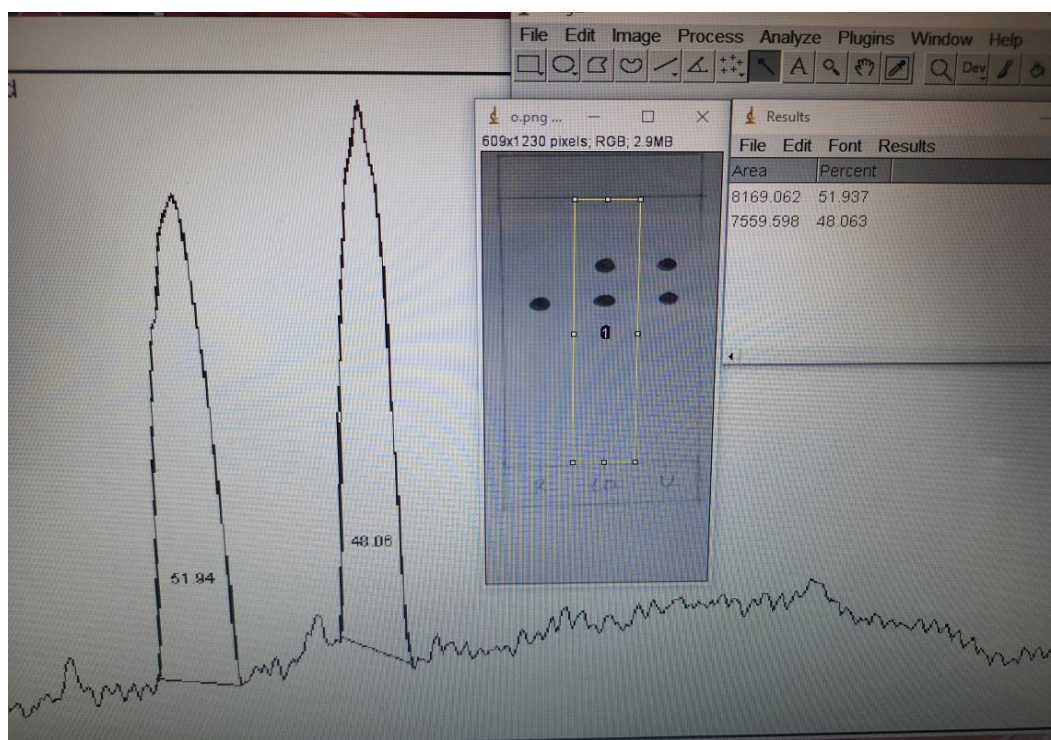 File Edit Image Process Analyze Plugins Window Help
Dev
o.png ...
609x1230 pixels; RGB; 2.9MB
1
Results
File Edit Font Results
Area Percent
8169.062 51.937
7559.598 48.063
51.94
48.06